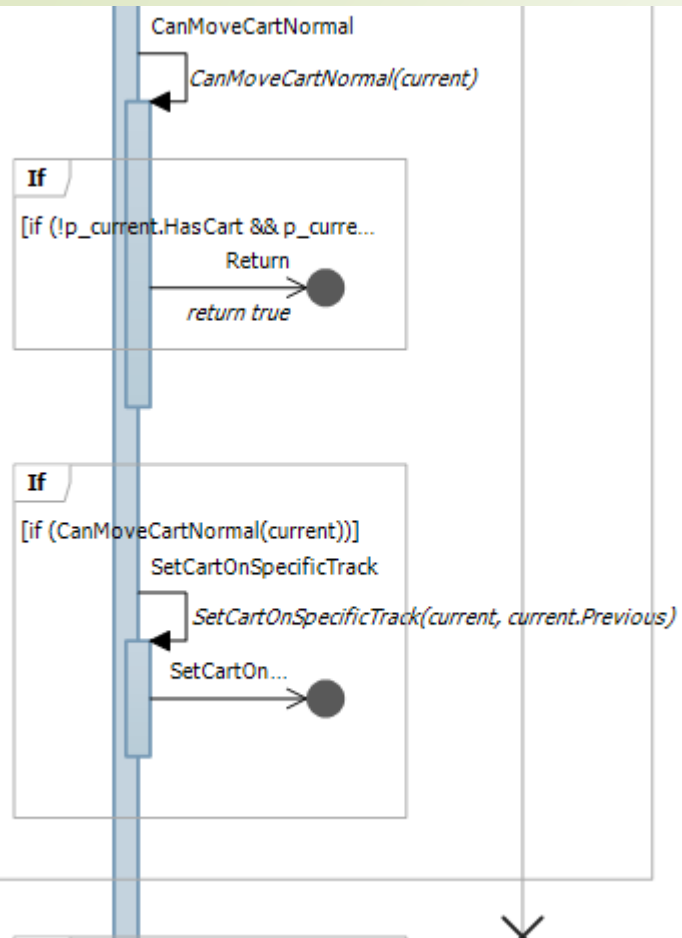 CanMoveCartNormal
CanMoveCartNormal(current)
If
[if (!p_current.HasCart && p_curre...
Return
return true
If
[if (CanMoveCartNormal(current))]
SetCartOnSpecificTrack
SetCartOnSpecificTrack(current, current.Previous)
SetCartOn...